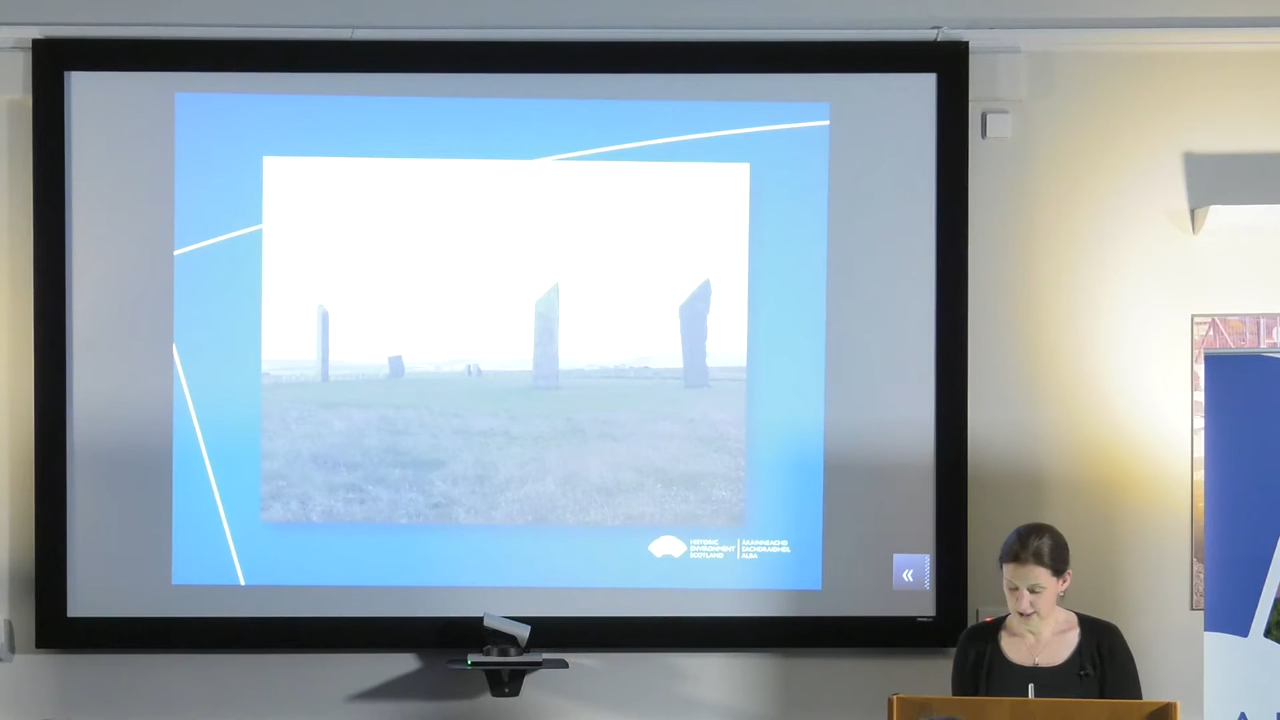 HISTORIC
ENVIRONMENT
SCOTLAND
ÀRAINNEACHD
EACHDRAIDHEIL
ALBA